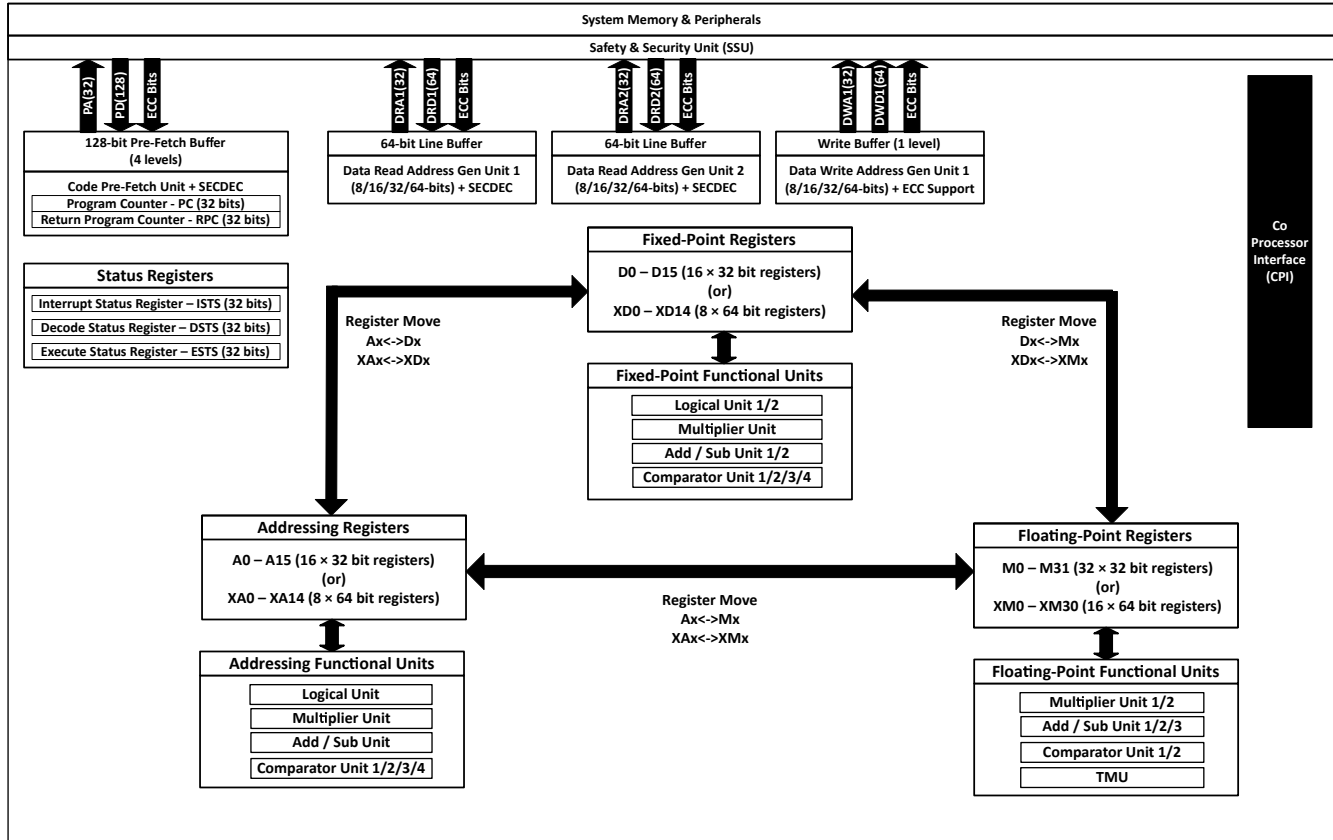 System Memory & Peripherals
Safety & Security Unit (SSU)
PA(32)
PD(128)
ECC Bits
DRA1(32)
DRD1(64)
ECC Bits
DRA2(32)
DRD2(64)
ECC Bits
DWA1(32)
DWD1(64)
ECC Bits
128-bit Pre-Fetch Buffer
(4 levels)
Code Pre-Fetch Unit + SECDEC
Program Counter - PC (32 bits)
Return Program Counter - RPC (32 bits)
64-bit Line Buffer
Data Read Address Gen Unit 1
(8/16/32/64-bits) + SECDEC
64-bit Line Buffer
Data Read Address Gen Unit 2
(8/16/32/64-bits) + SECDEC
Write Buffer (1 level)
Data Write Address Gen Unit 1
(8/16/32/64-bits) + ECC Support
Co
Processor
Interface
(CPI)
Status Registers
Interrupt Status Register – ISTS (32 bits)
Decode Status Register – DSTS (32 bits)
Execute Status Register – ESTS (32 bits)
Fixed-Point Registers
D0 – D15 (16 × 32 bit registers)
(or)
XD0 – XD14 (8 × 64 bit registers)
Register Move
Ax<->Dx
XAx<->XDx
Register Move
Dx<->Mx
XDx<->XMx
Fixed-Point Functional Units
Logical Unit 1/2
Multiplier Unit
Add / Sub Unit 1/2
Comparator Unit 1/2/3/4
Addressing Registers
A0 – A15 (16 × 32 bit registers)
(or)
XA0 – XA14 (8 × 64 bit registers)
Register Move
Ax<->Mx
XAx<->XMx
Floating-Point Registers
M0 – M31 (32 × 32 bit registers)
(or)
XM0 – XM30 (16 × 64 bit registers)
Addressing Functional Units
Logical Unit
Multiplier Unit
Add / Sub Unit
Comparator Unit 1/2/3/4
Floating-Point Functional Units
Multiplier Unit 1/2
Add / Sub Unit 1/2/3
Comparator Unit 1/2
TMU